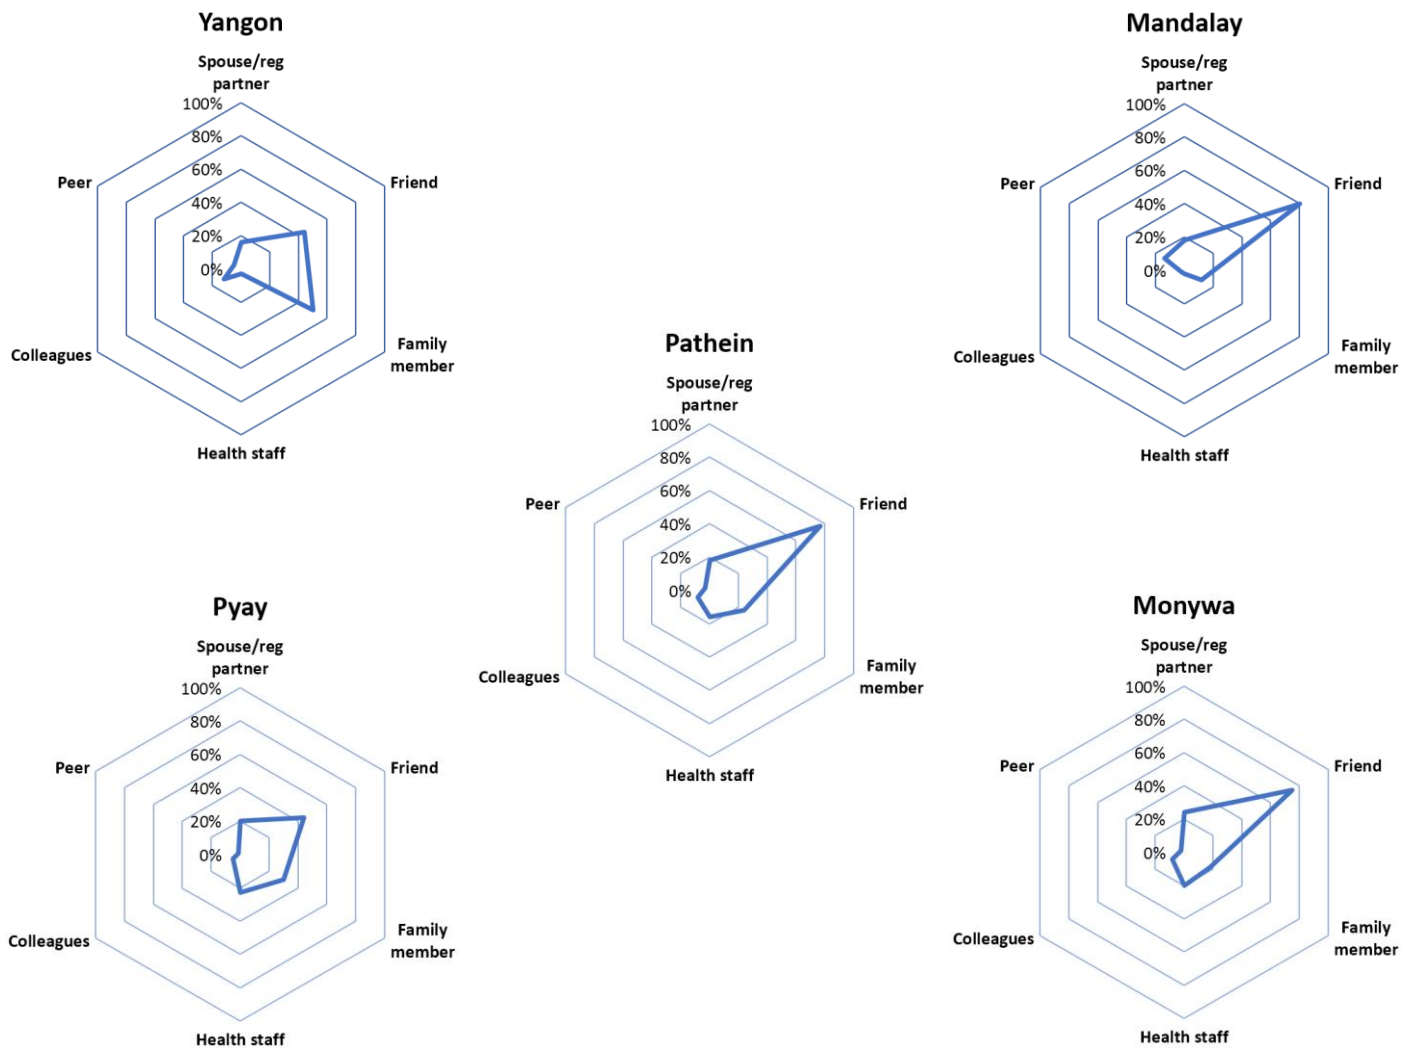 Yangon
Spouse/reg
partner
100%
80%
60%
40%
20%
0%
Peer
Friend
Colleagues
Family
member
Health staff
Mandalay
Spouse/reg
partner
100%
80%
60%
40%
20%
0%
Peer
Friend
Colleagues
Family
member
Health staff
Pathein
Spouse/reg
partner
100%
80%
60%
40%
20%
0%
Peer
Friend
Colleagues
Family
member
Health staff
Pyay
Spouse/reg
partner
100%
80%
60%
40%
20%
0%
Peer
Friend
Colleagues
Family
member
Health staff
Monywa
Spouse/reg
partner
100%
80%
60%
40%
20%
0%
Peer
Friend
Colleagues
Family
member
Health staff